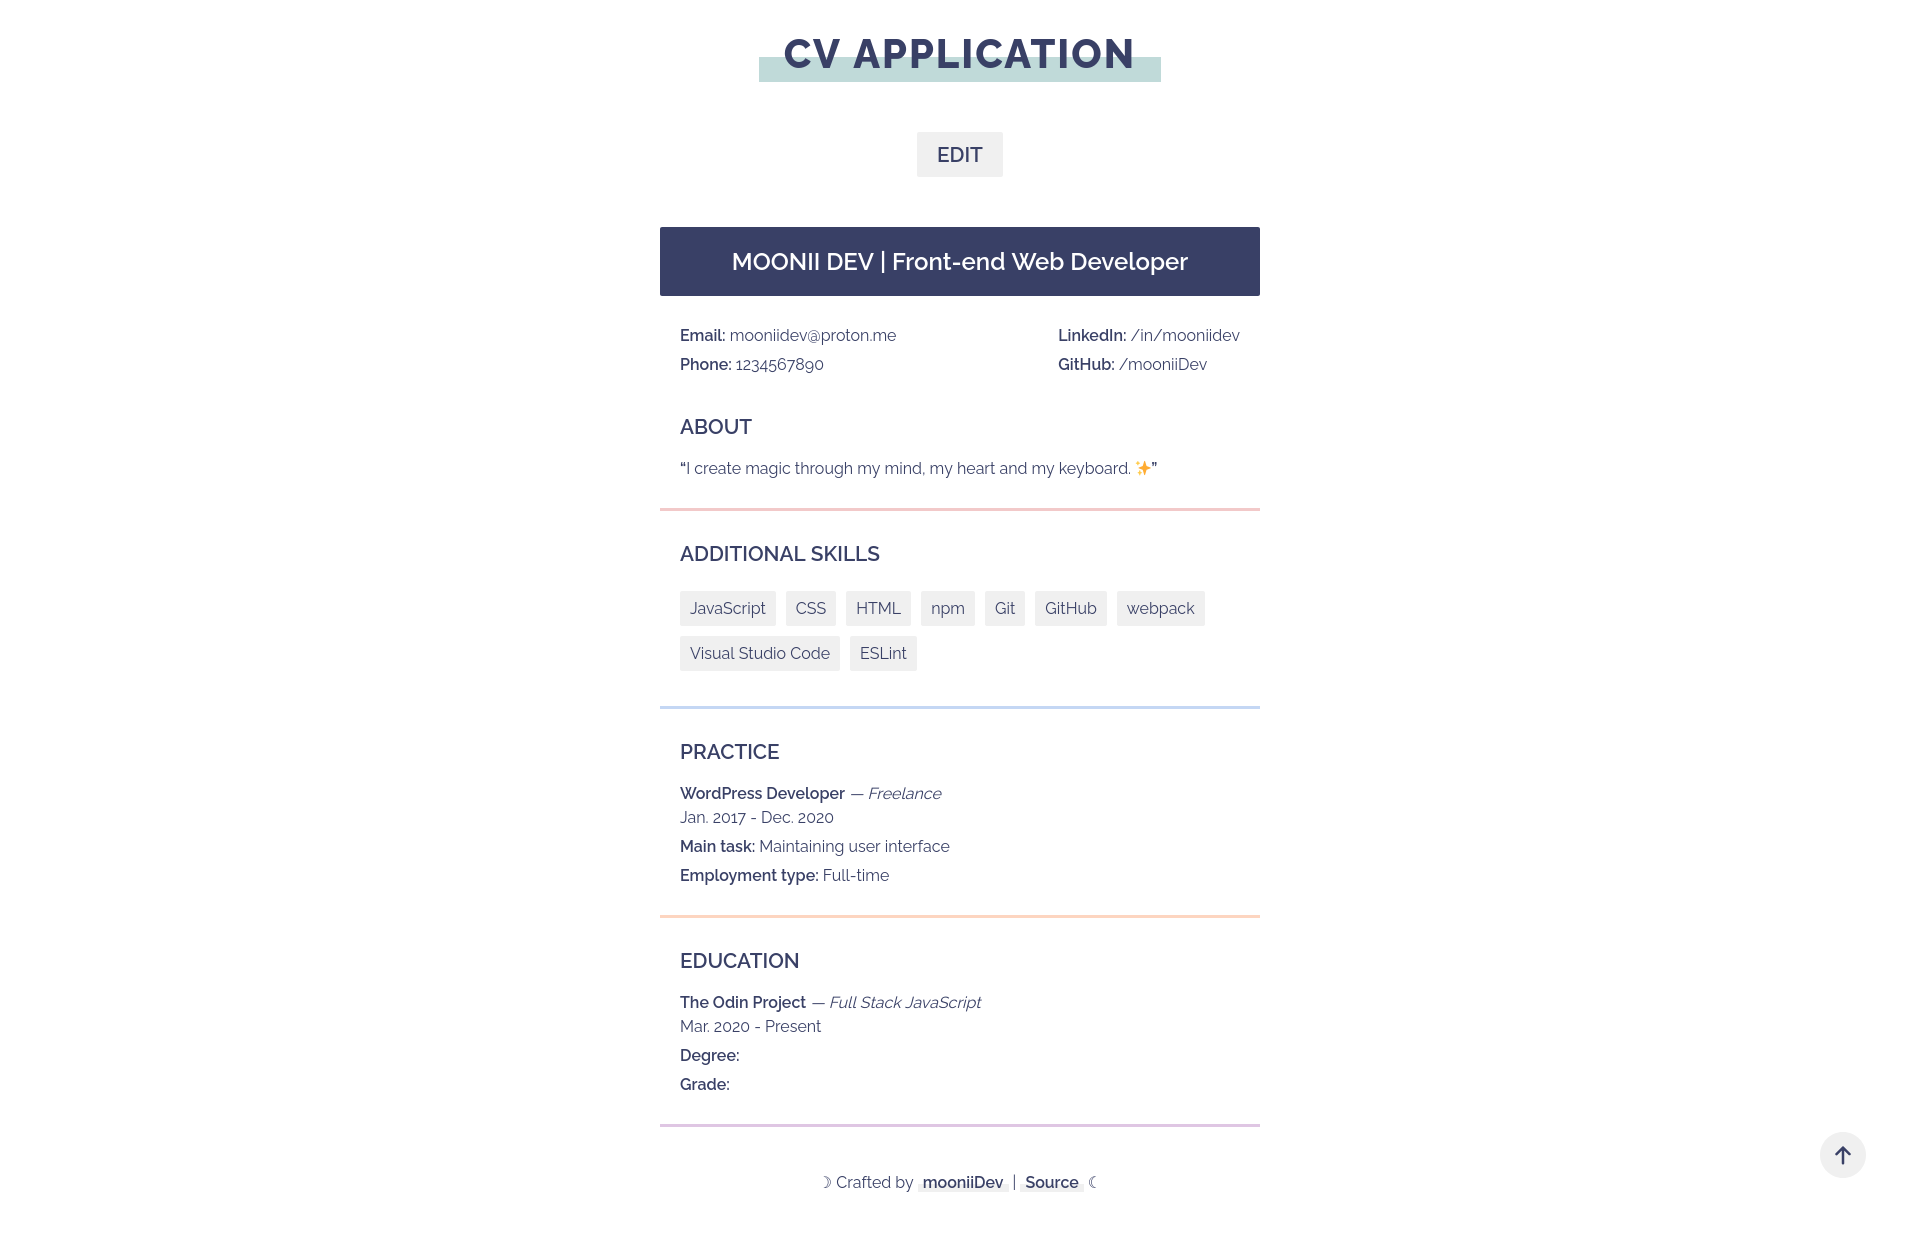 CV APPLICATION
EDIT
MOONII DEV | Front-end Web Developer
Email: mooniidev@proton.me
Phone: 1234567890
LinkedIn: /in/mooniidev
GitHub: /mooniiDev
ABOUT
“I create magic through my mind, my heart and my keyboard. ✨”
ADDITIONAL SKILLS
JavaScript CSS HTML npm Git GitHub webpack
Visual Studio Code ESLint
PRACTICE
WordPress Developer — Freelance
Jan. 2017 - Dec. 2020
Main task: Maintaining user interface
Employment type: Full-time
EDUCATION
The Odin Project — Full Stack JavaScript
Mar. 2020 - Present
Degree:
Grade:
☽ Crafted by mooniiDev | Source ☾